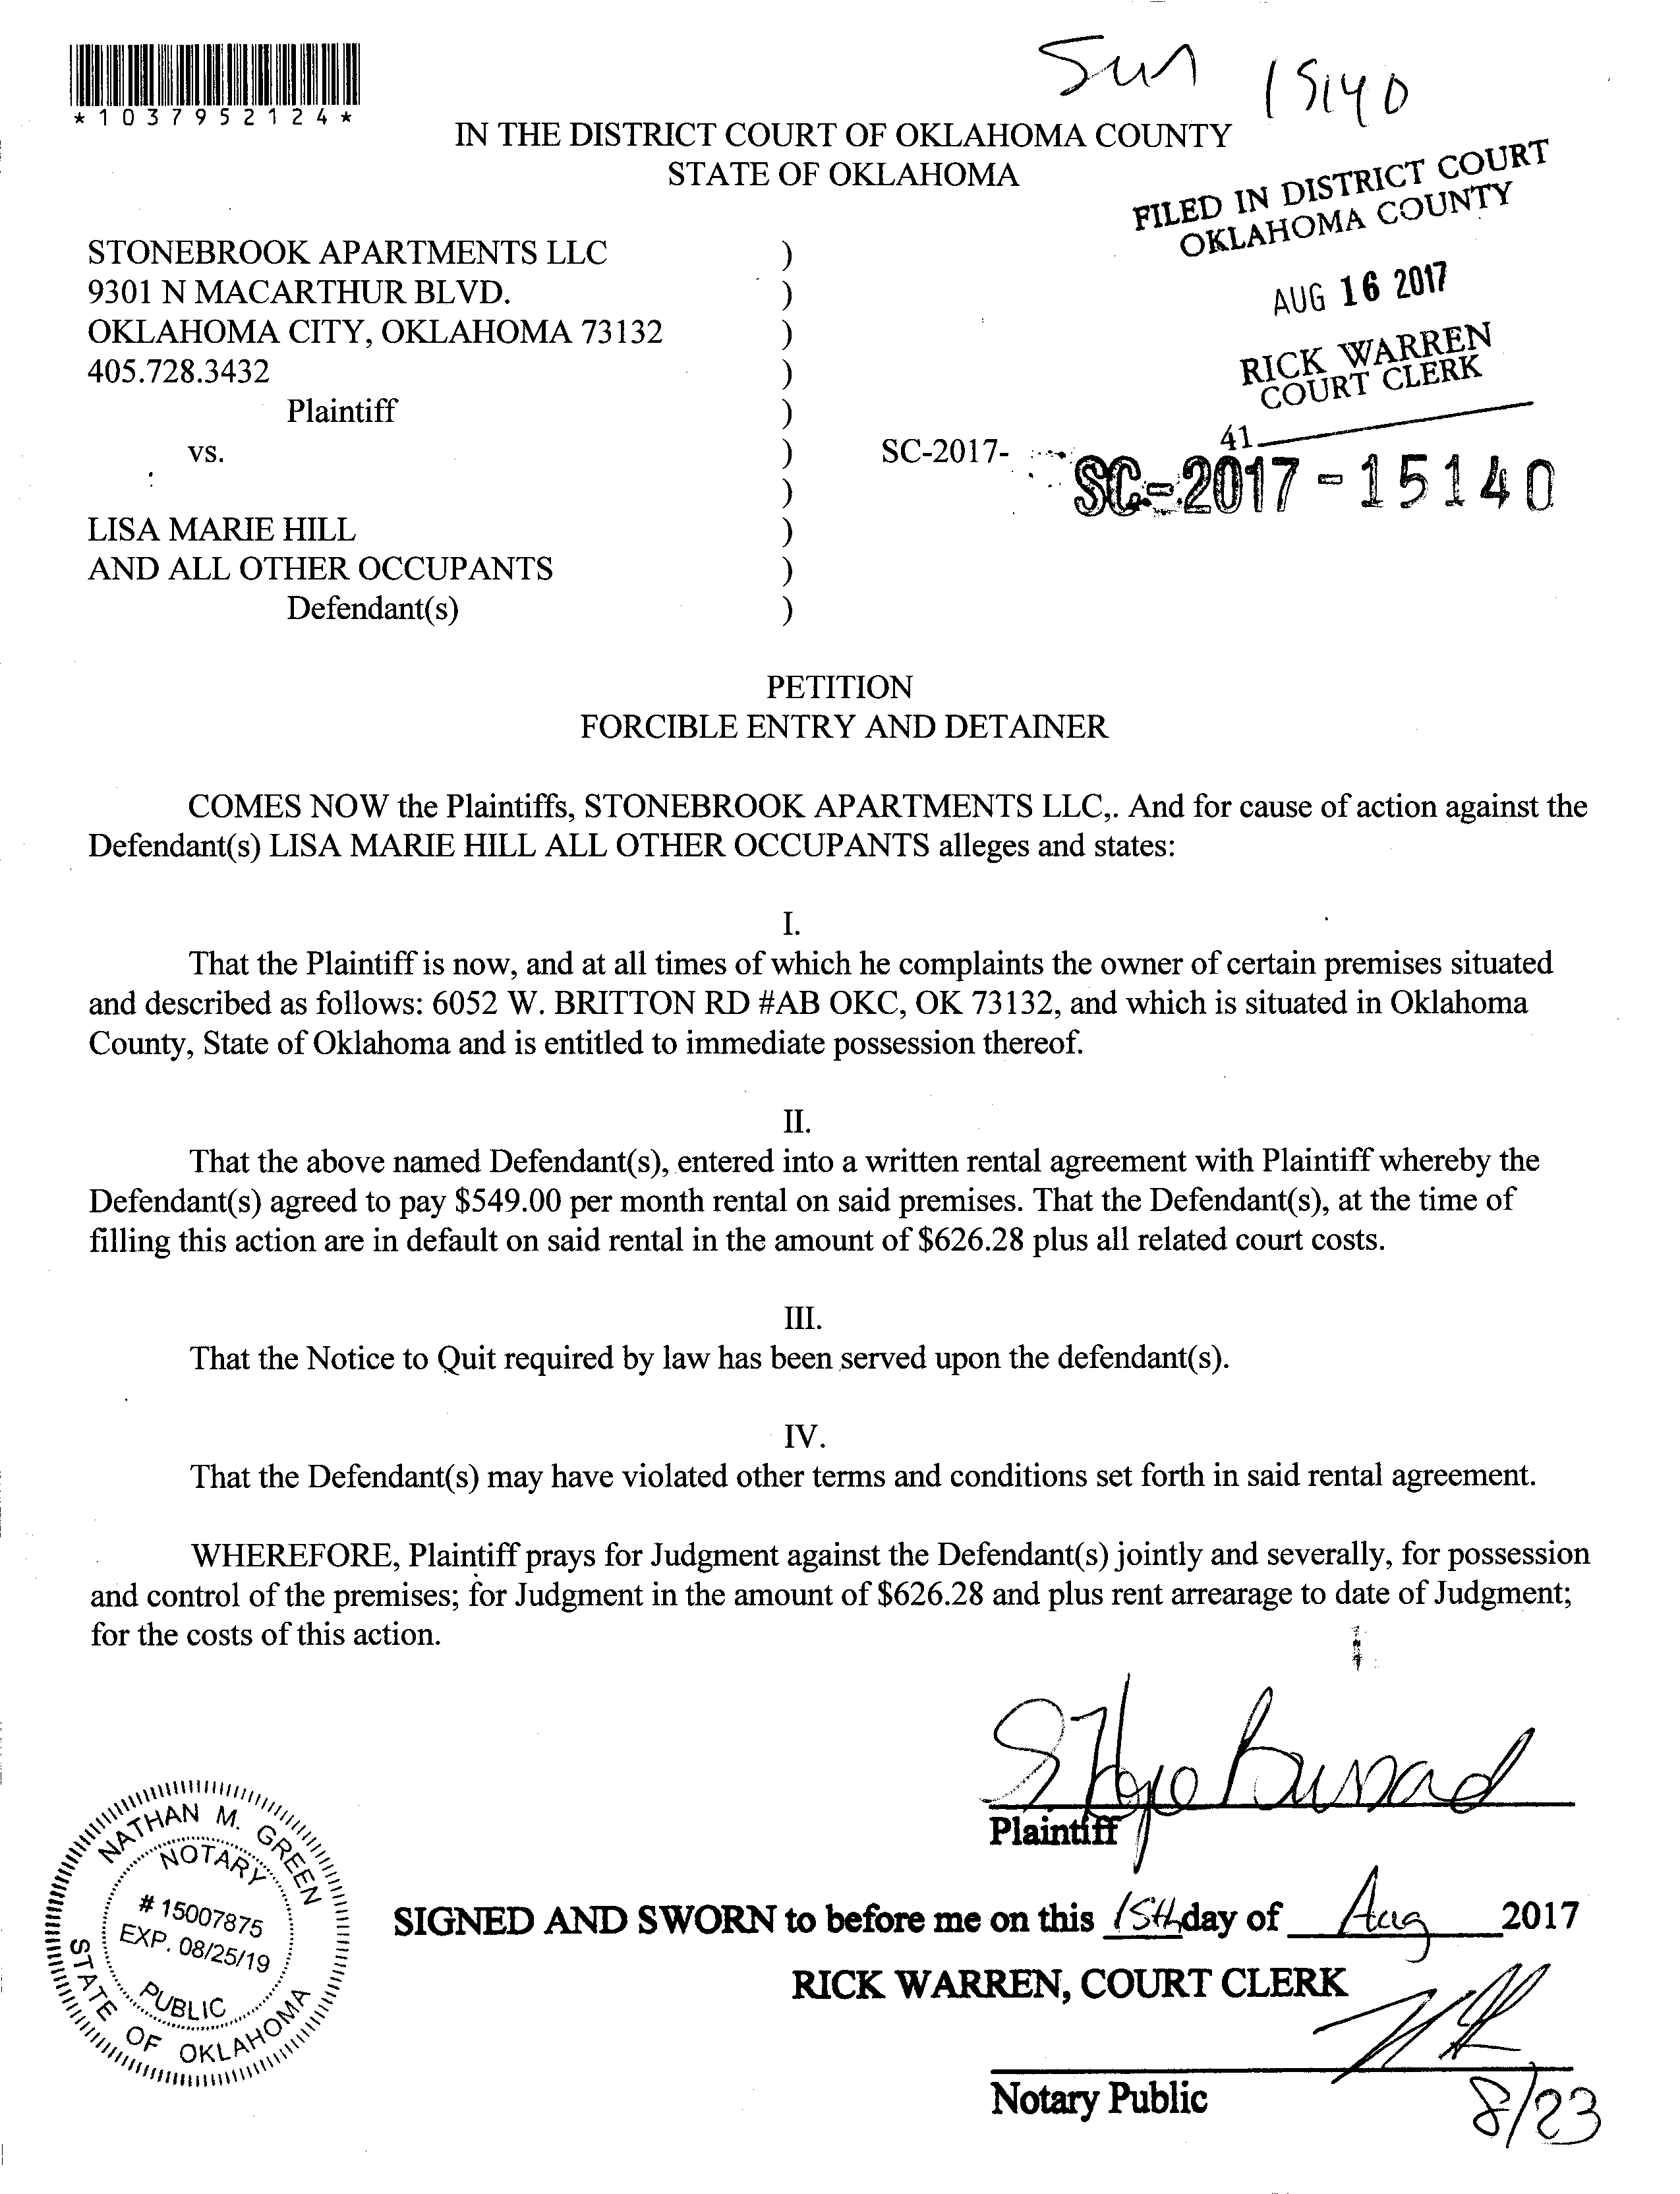 Sun 15140
*1037952124*
IN THE DISTRICT COURT OF OKLAHOMA COUNTY
STATE OF OKLAHOMA
FILED IN DISTRICT COURT
OKLAHOMA COUNTY
AUG 16 2017
RICK WARREN
COURT CLERK
41
STONEBROOK APARTMENTS LLC )
9301 N MACARTHUR BLVD. )
OKLAHOMA CITY, OKLAHOMA 73132 )
405.728.3432 )
Plaintiff )
vs. ) SC-2017- SC-2017-15140
)
LISA MARIE HILL )
AND ALL OTHER OCCUPANTS )
Defendant(s) )
PETITION
FORCIBLE ENTRY AND DETAINER
COMES NOW the Plaintiffs, STONEBROOK APARTMENTS LLC,. And for cause of action against the
Defendant(s) LISA MARIE HILL ALL OTHER OCCUPANTS alleges and states:
I.
That the Plaintiff is now, and at all times of which he complaints the owner of certain premises situated
and described as follows: 6052 W. BRITTON RD #AB OKC, OK 73132, and which is situated in Oklahoma
County, State of Oklahoma and is entitled to immediate possession thereof.
II.
That the above named Defendant(s), entered into a written rental agreement with Plaintiff whereby the
Defendant(s) agreed to pay $549.00 per month rental on said premises. That the Defendant(s), at the time of
filling this action are in default on said rental in the amount of $626.28 plus all related court costs.
III.
That the Notice to Quit required by law has been served upon the defendant(s).
IV.
That the Defendant(s) may have violated other terms and conditions set forth in said rental agreement.
WHEREFORE, Plaintiff prays for Judgment against the Defendant(s) jointly and severally, for possession
and control of the premises; for Judgment in the amount of $626.28 and plus rent arrearage to date of Judgment;
for the costs of this action.
Plaintiff
NATHAN M. GREEN
NOTARY
# 15007875
EXP. 08/25/19
PUBLIC
STATE OF OKLAHOMA
SIGNED AND SWORN to before me on this 15th day of Aug 2017
RICK WARREN, COURT CLERK
Notary Public
8/23